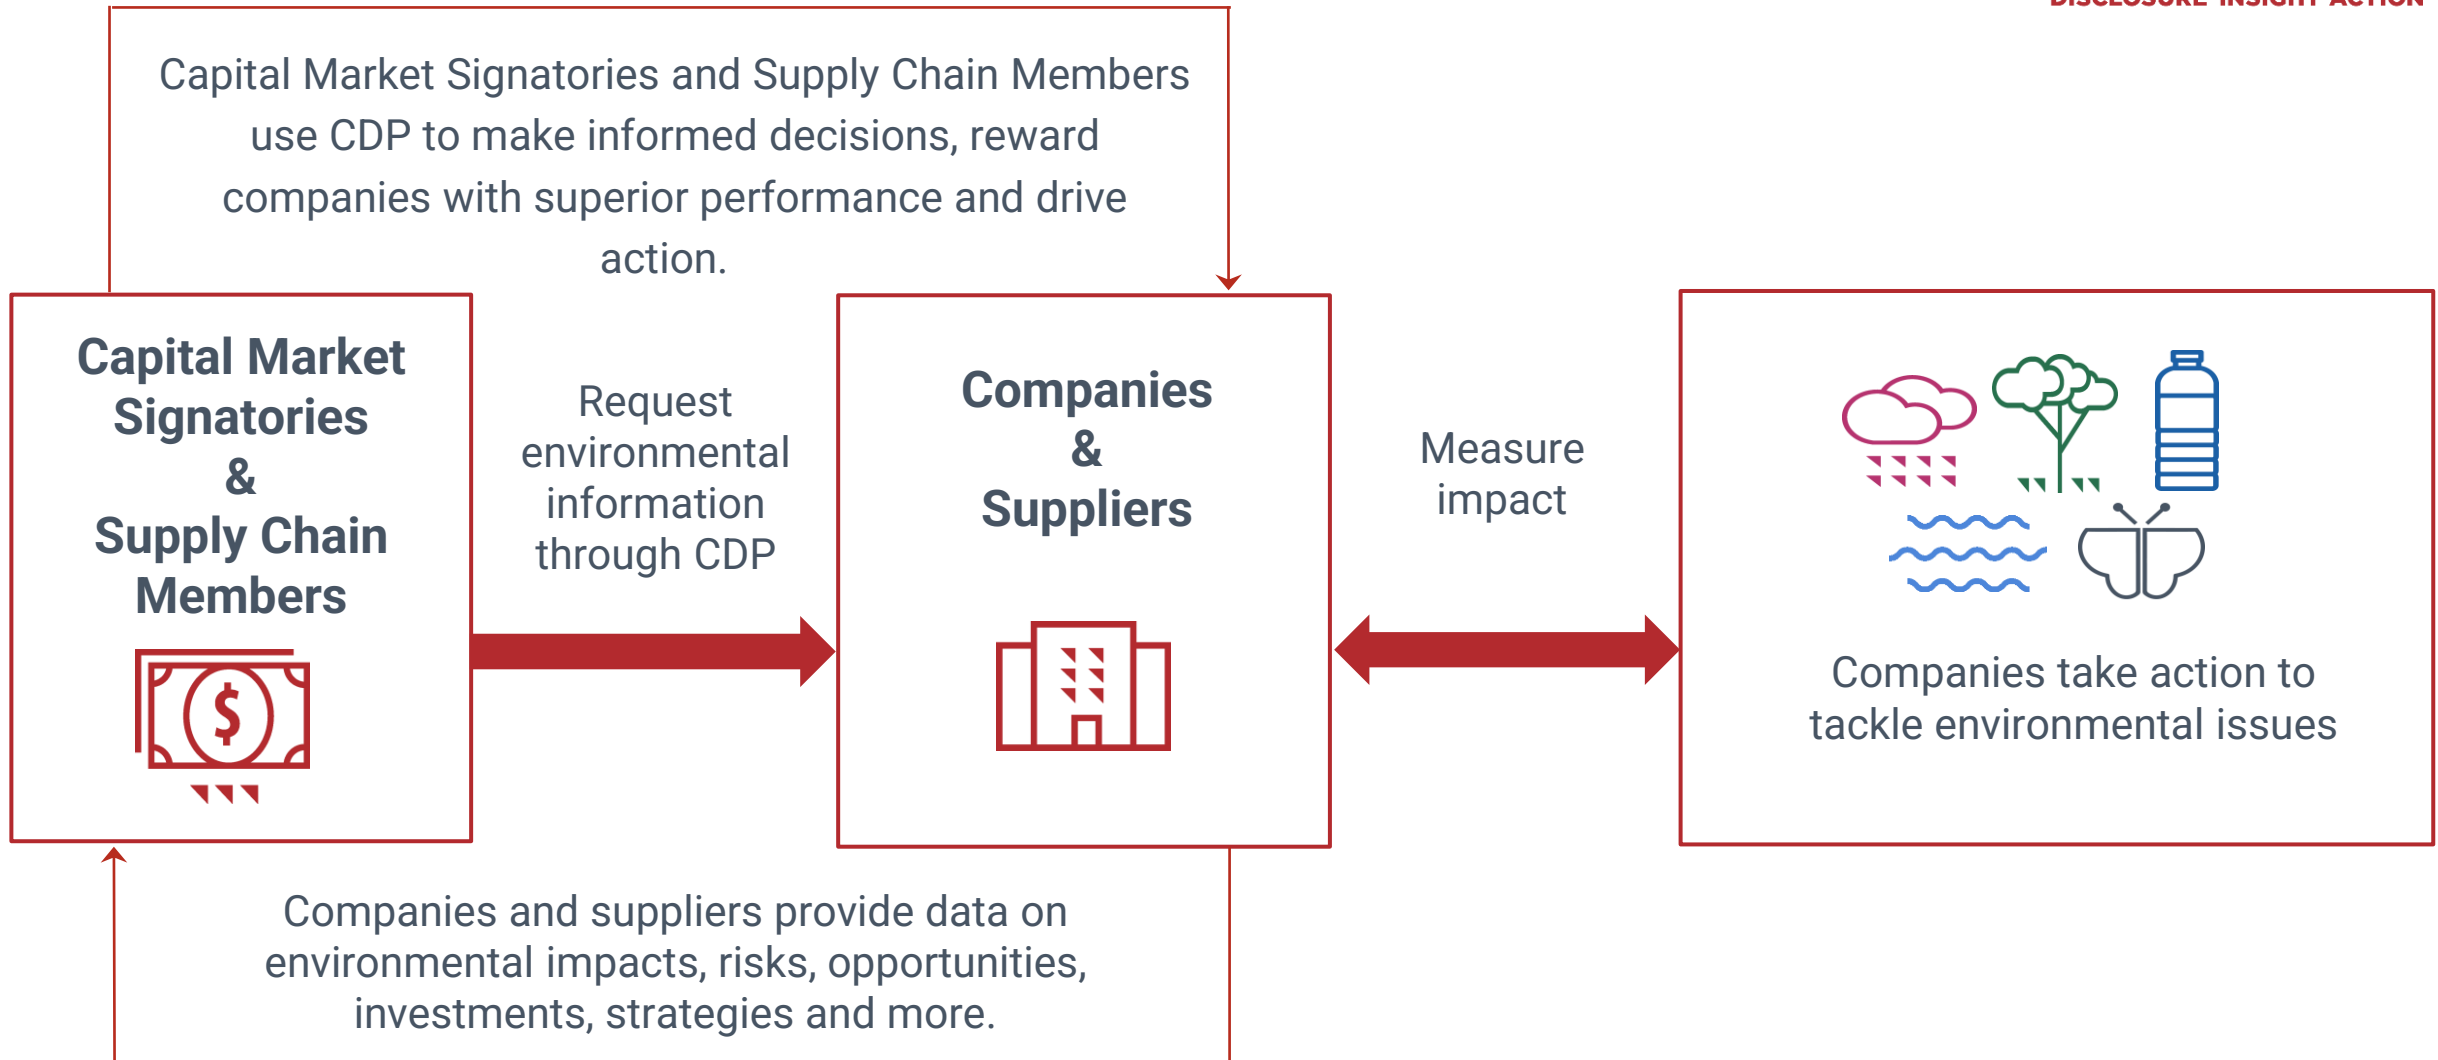 DISCLOSURE INSIGHT ACTION
Capital Market Signatories and Supply Chain Members
use CDP to make informed decisions, reward
companies with superior performance and drive
action.
Capital Market
Signatories
&
Supply Chain
Members
$
Request
environmental
information
through CDP
Companies
&
Suppliers
Measure
impact
Companies take action to
tackle environmental issues
Companies and suppliers provide data on
environmental impacts, risks, opportunities,
investments, strategies and more.